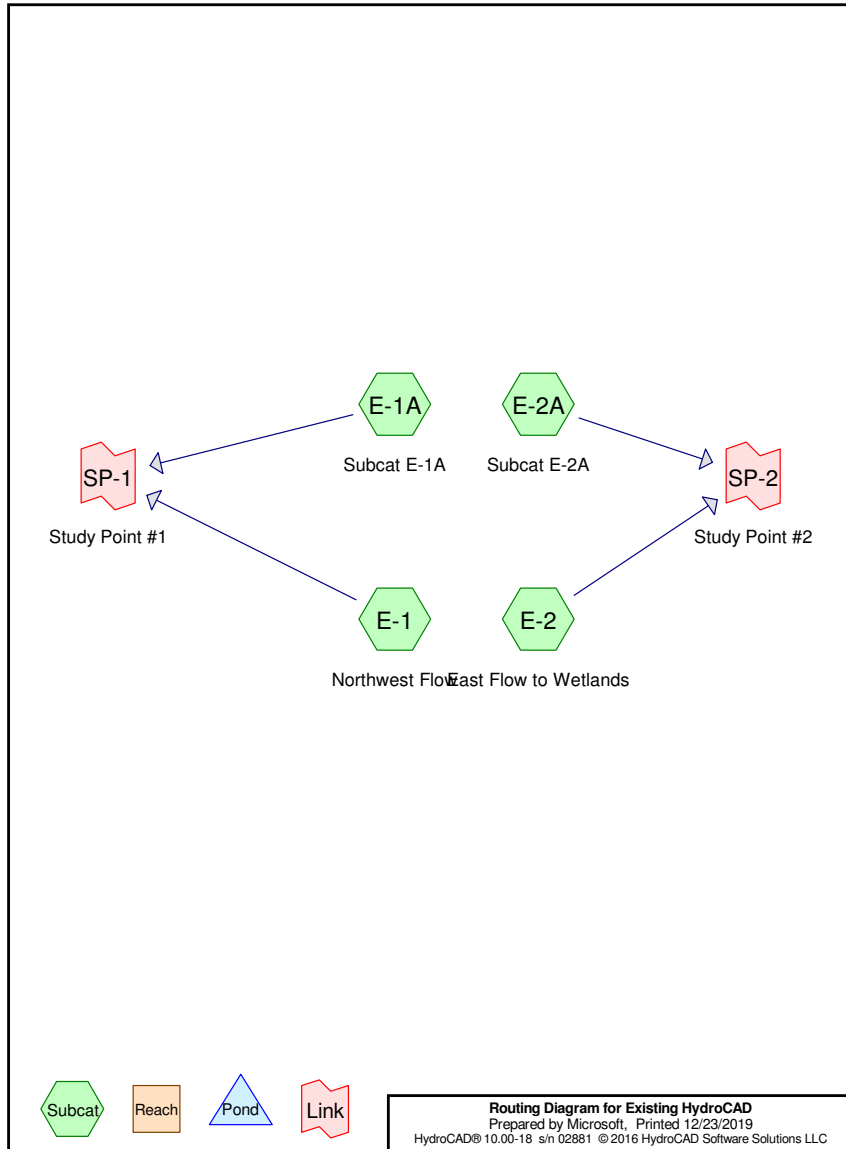 E-1A
E-2A
Subcat E-1A
Subcat E-2A
SP-1
SP-2
Study Point #1
Study Point #2
E-1
E-2
Northwest Flow
East Flow to Wetlands
Subcat
Reach
Pond
Link
Routing Diagram for Existing HydroCAD
Prepared by Microsoft, Printed 12/23/2019
HydroCAD® 10.00-18 s/n 02881 © 2016 HydroCAD Software Solutions LLC